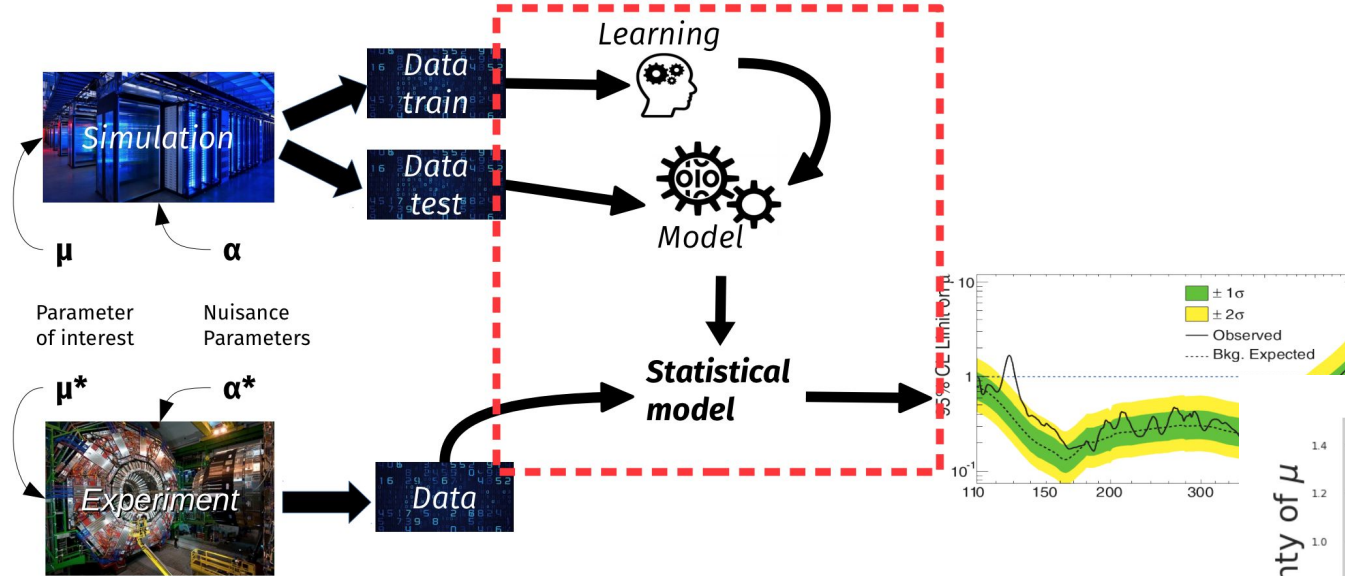 Learning
Data
train
Simulation
Data
test
Model
μ
α
Parameter
of interest
Nuisance
Parameters
μ*
α*
Statistical
model
Experiment
Data
10
1
10⁻¹
± 1σ
± 2σ
Observed
Bkg. Expected
110
150
200
300
1.4
1.2
1.0
of μ